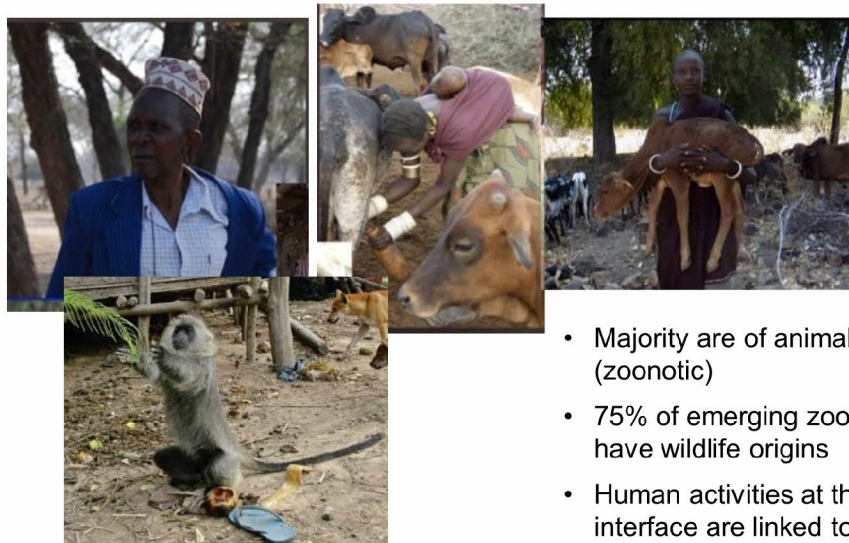 • Majority are of animal
(zoonotic)
• 75% of emerging zoo
have wildlife origins
• Human activities at th
interface are linked to